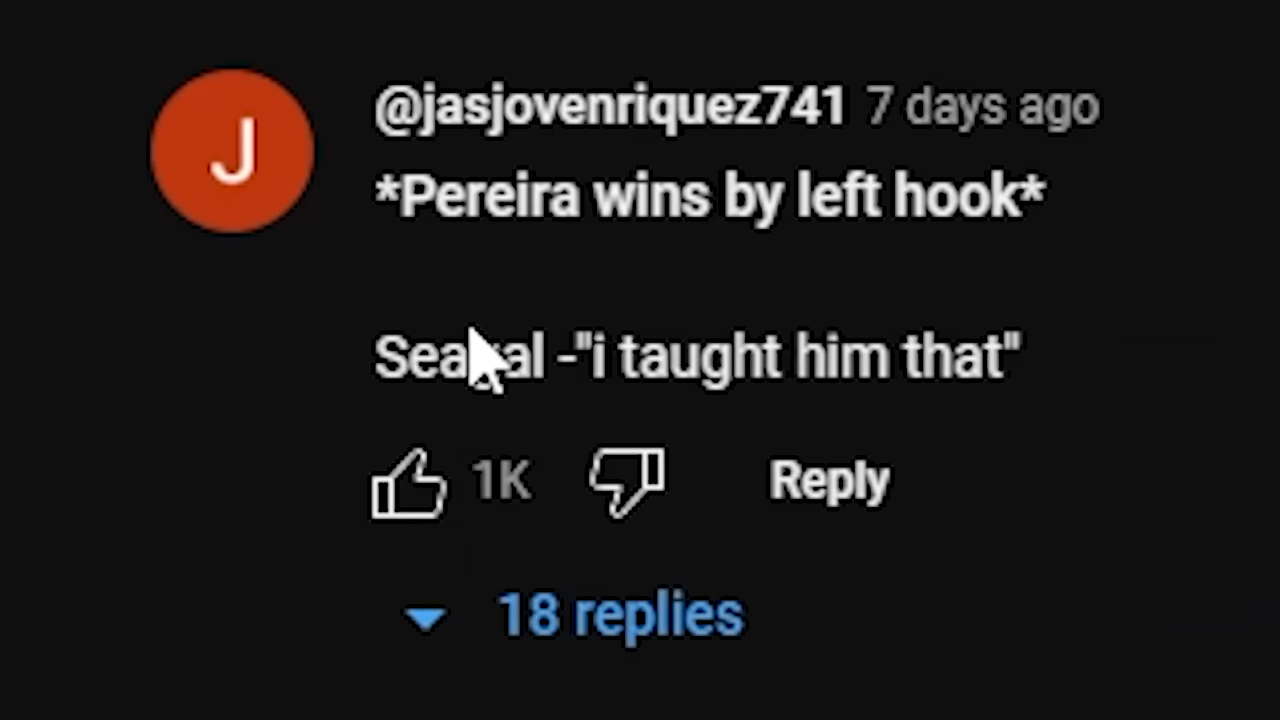 J
@jasjovenriquez741 7 days ago
*Pereira wins by left hook*
Seagal -"i taught him that"
1K
Reply
18 replies